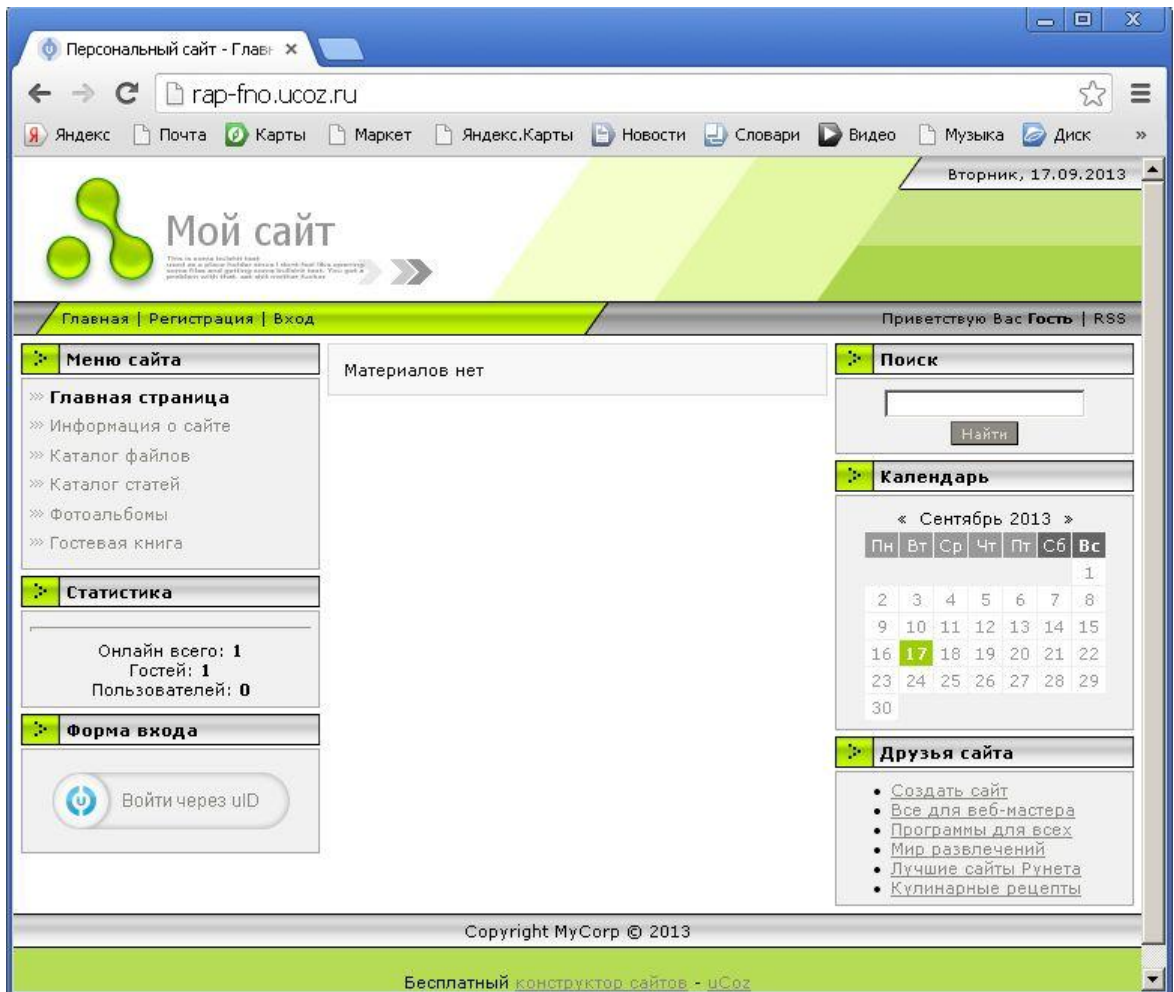 Персональный сайт - Глав
rap-fno.ucoz.ru
Яндекс Почта Карты Маркет Яндекс.Карты Новости Словари Видео Музыка Диск »
Вторник, 17.09.2013
Мой сайт
Главная | Регистрация | Вход
Приветствую Вас Гость | RSS
Меню сайта
Главная страница
Информация о сайте
Каталог файлов
Каталог статей
Фотоальбомы
Гостевая книга
Статистика
Онлайн всего: 1
Гостей: 1
Пользователей: 0
Форма входа
Войти через uID
Материалов нет
Поиск
Найти
Календарь
« Сентябрь 2013 »
Пн Вт Ср Чт Пт Сб Вс
1
2 3 4 5 6 7 8
9 10 11 12 13 14 15
16 17 18 19 20 21 22
23 24 25 26 27 28 29
30
Друзья сайта
Создать сайт
Все для веб-мастера
Программы для всех
Мир развлечений
Лучшие сайты Рунета
Кулинарные рецепты
Copyright MyCorp © 2013
Бесплатный конструктор сайтов - uCoz